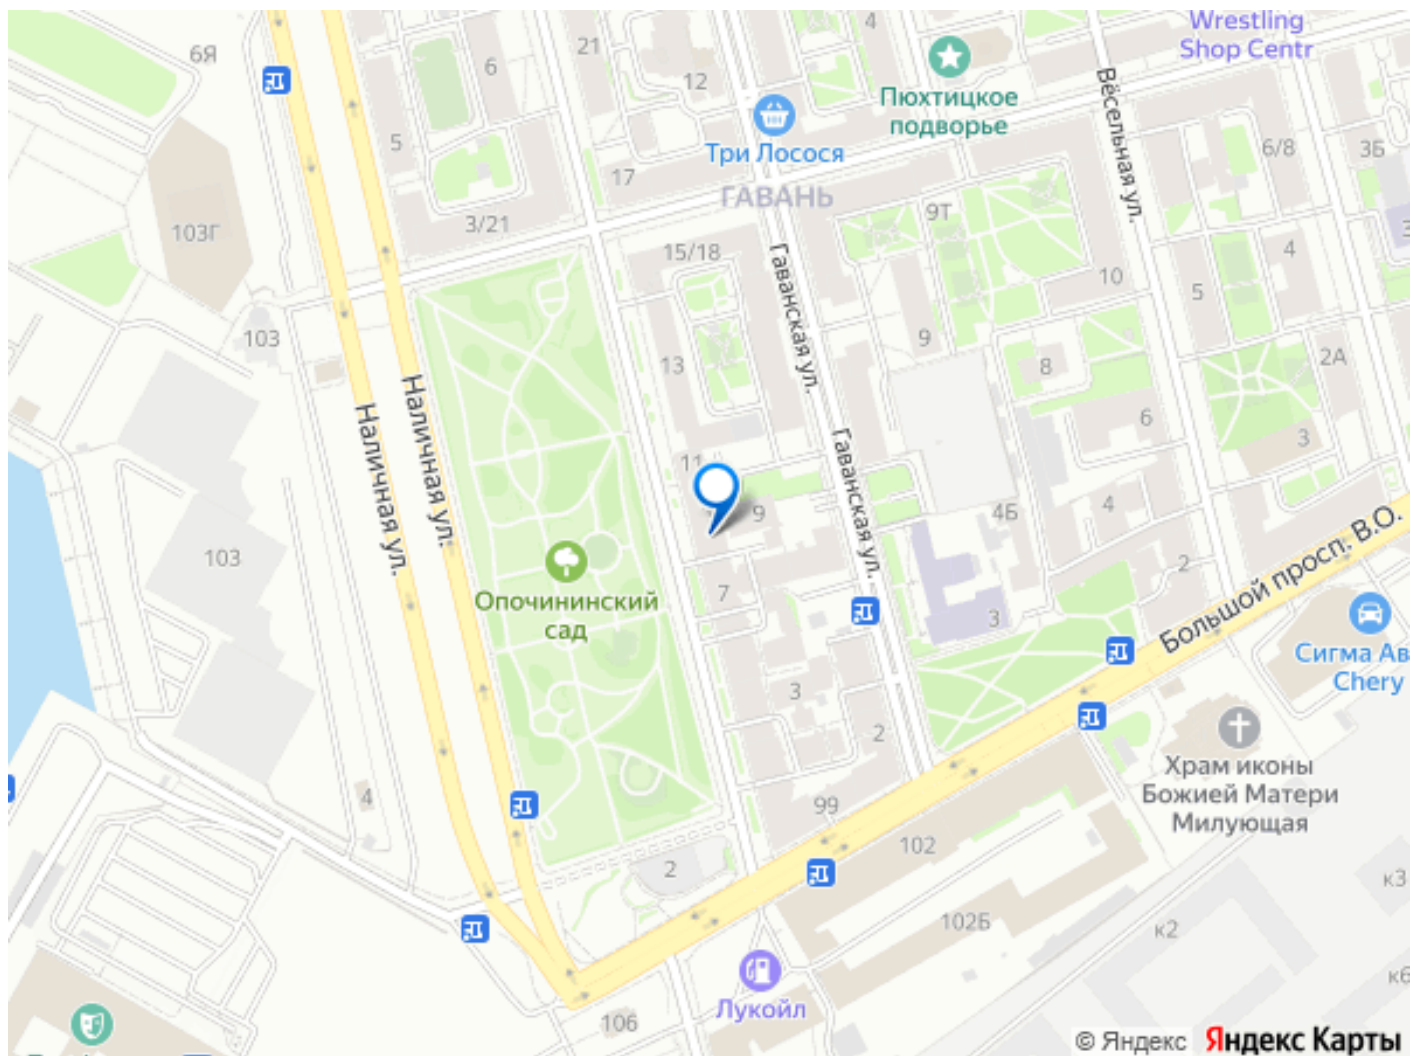 Wrestling
Shop Centr
6Я
21
6
12
4
Пюхтицкое
подворье
Вёсельная ул.
5
Три Лосося
17
6/8
3Б
ГАВАНЬ
103Г
3/21
9Т
15/18
Гаванская ул.
4
10
5
103
9
13
8
2А
Наличная ул.
Наличная ул.
6
3
11
Гаванская ул.
9
4Б
4
103
Большой просп. В.О.
2
Опочининский
сад
7
3
Сигма Ав
Chery
3
2
Храм иконы
Божией Матери
Милующая
4
99
102
2
к3
102Б
к2
к6
Лукойл
106
© Яндекс Яндекс Карты